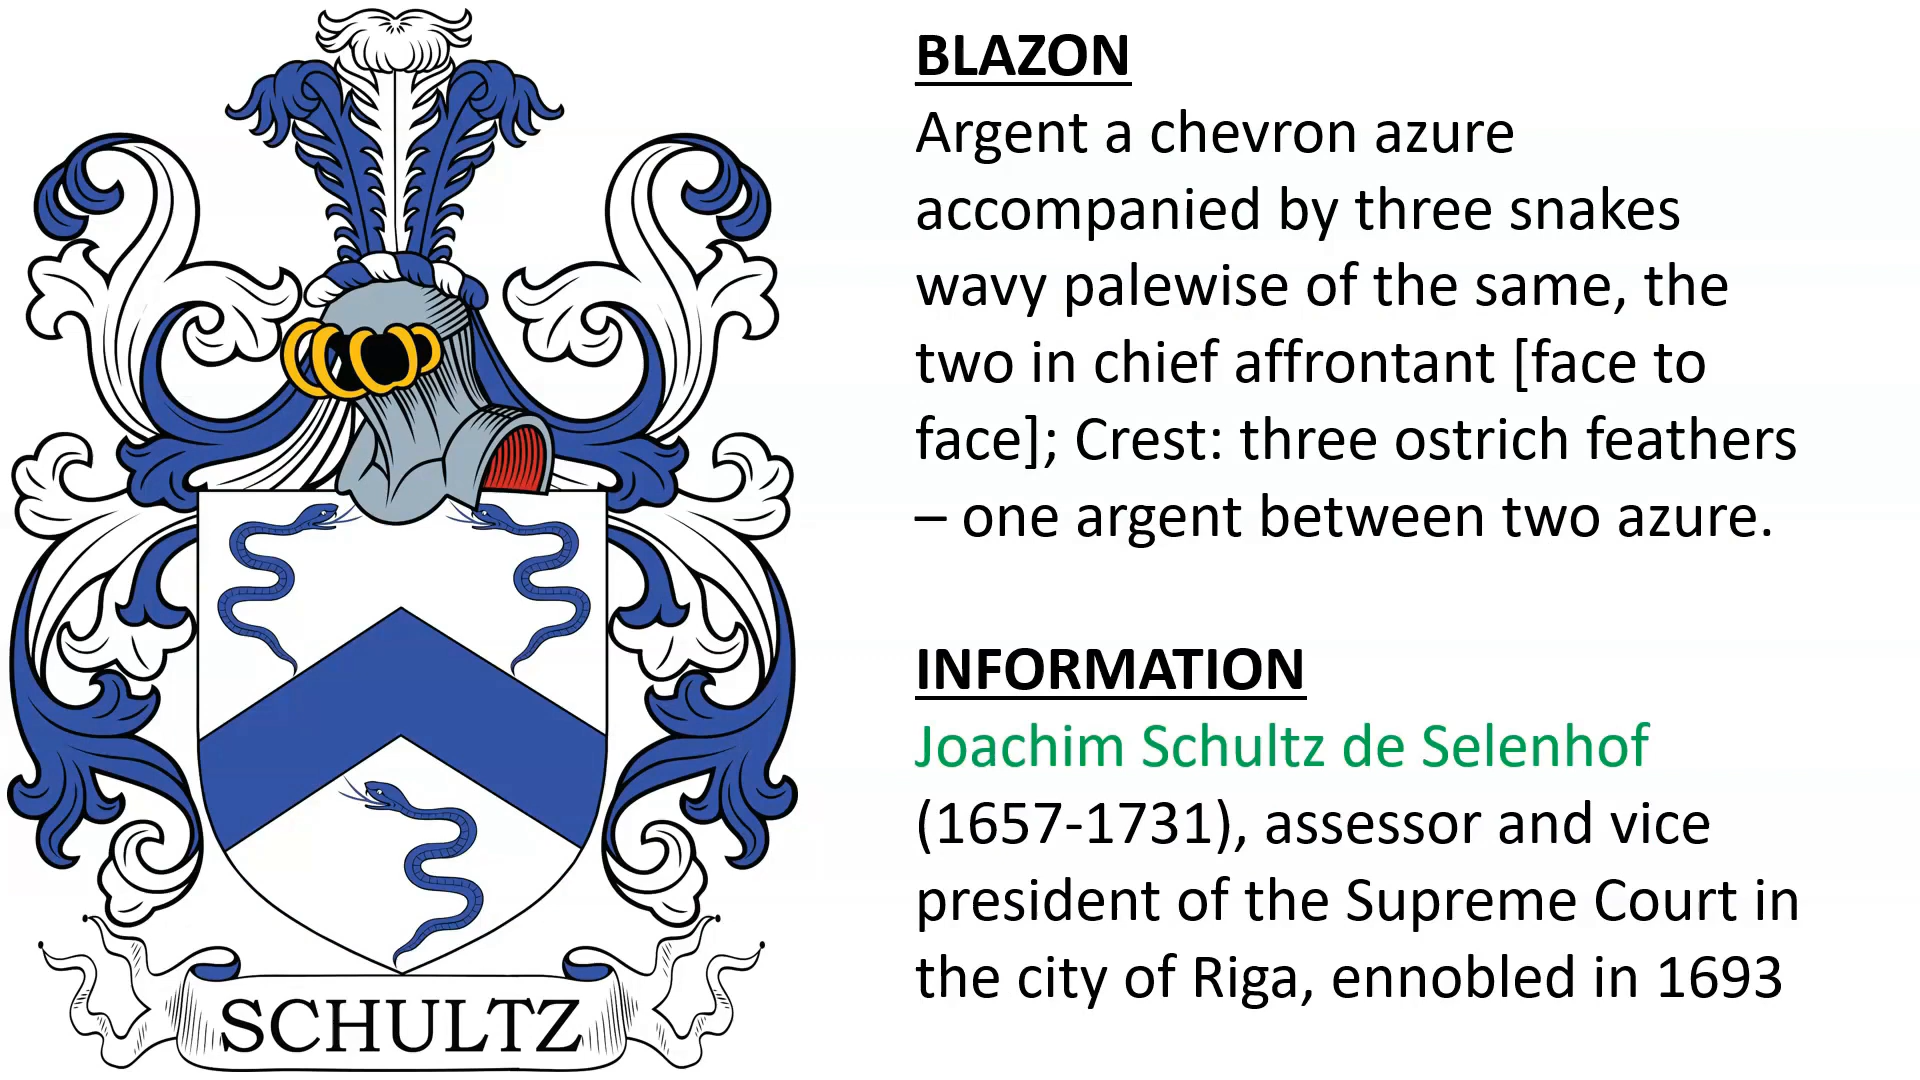 BLAZON
Argent a chevron azure
accompanied by three snakes
wavy palewise of the same, the
two in chief affrontant [face to
face]; Crest: three ostrich feathers
– one argent between two azure.
INFORMATION
Joachim Schultz de Selenhof
(1657-1731), assessor and vice
president of the Supreme Court in
the city of Riga, ennobled in 1693
SCHULTZ